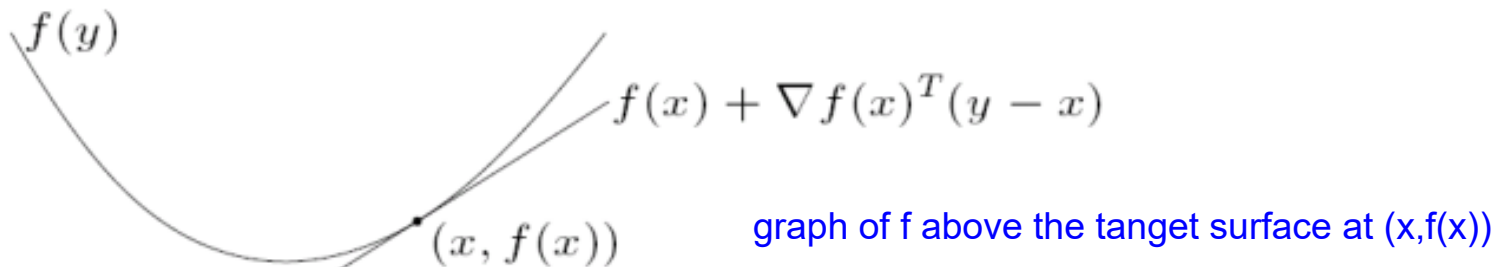 f(y)
f(x) + ∇f(x)^T(y − x)
(x, f(x))
graph of f above the tanget surface at (x,f(x))